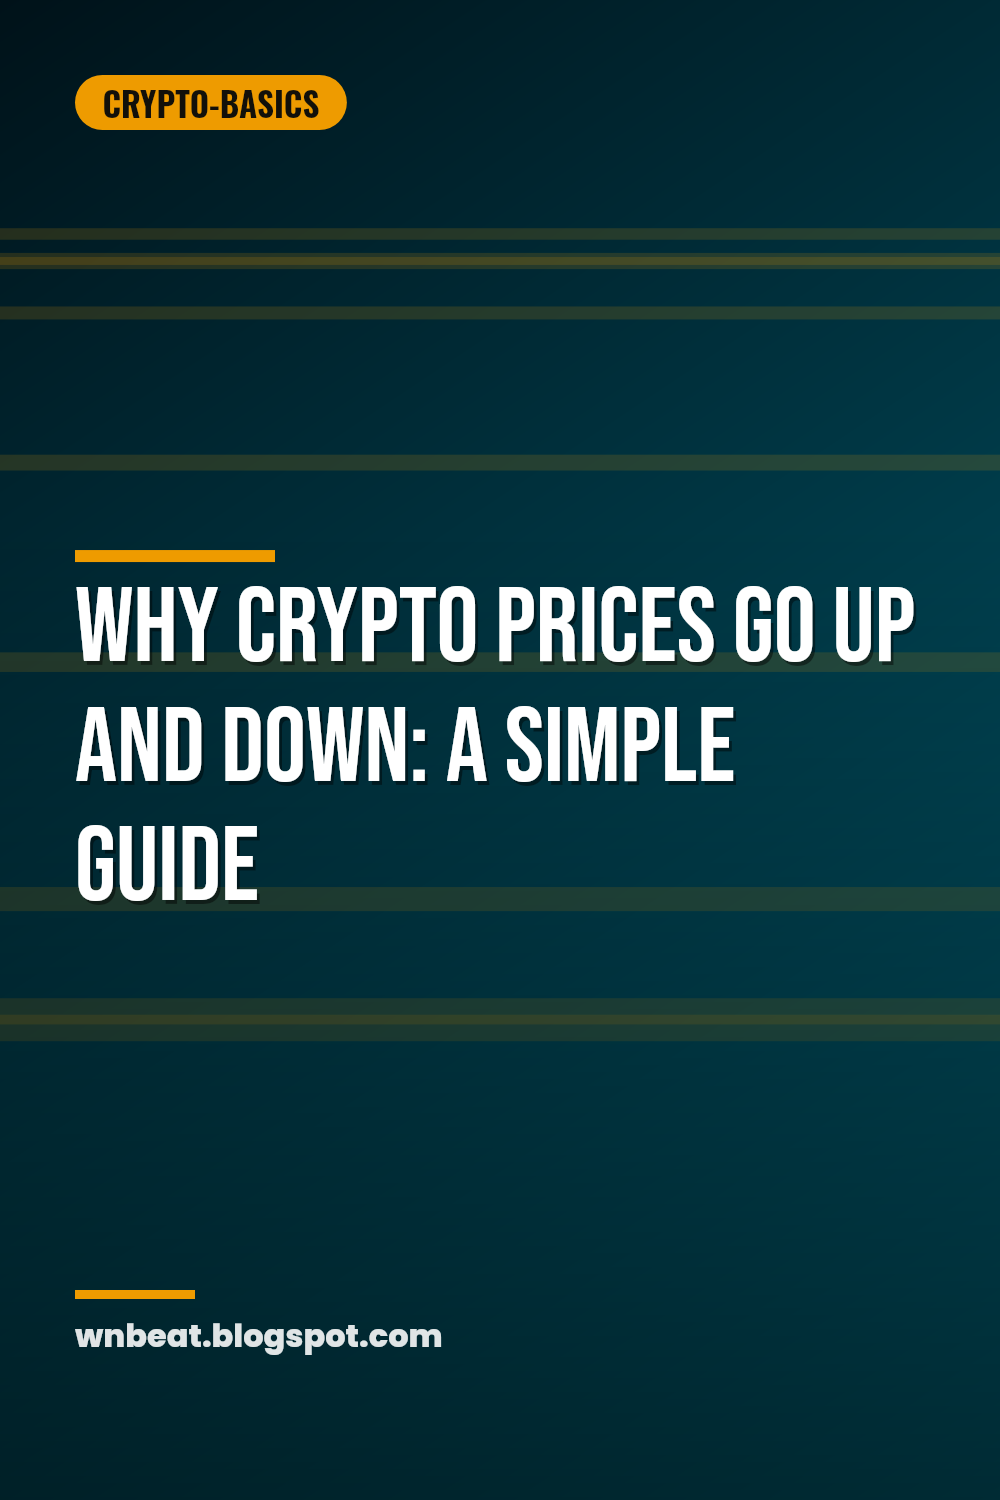 CRYPTO-BASICS
WHY CRYPTO PRICES GO UP
AND DOWN: A SIMPLE
GUIDE
wnbeat.blogspot.com